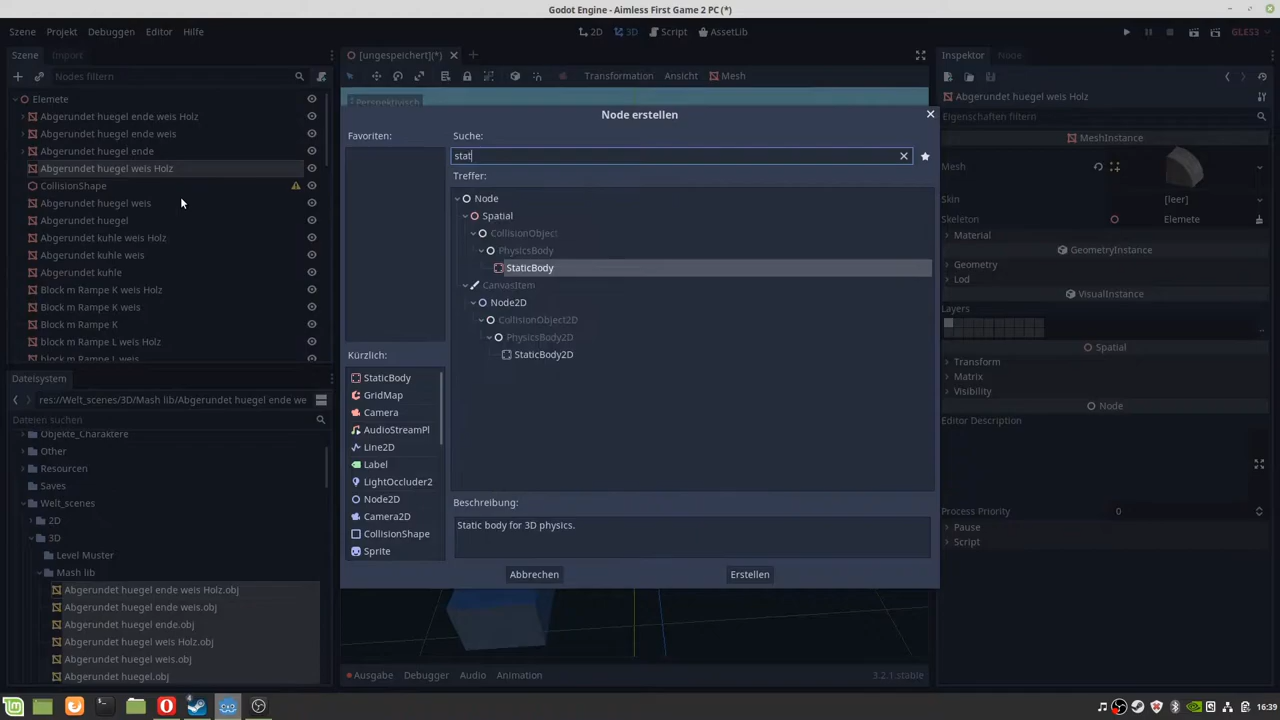 Godot Engine - Aimless First Game 2 PC (*)
Szene Projekt Debuggen Editor Hilfe
2D 3D Script AssetLib
GLES3
Szene Import
[ungespeichert](*)
Inspektor Node
Nodes filtern
Transformation Ansicht Mesh
Elemete
Perspektivisch
Abgerundet huegel weis Holz
Abgerundet huegel ende weis Holz
Abgerundet huegel ende weis
Abgerundet huegel ende
Abgerundet huegel weis Holz
CollisionShape
Abgerundet huegel weis
Abgerundet huegel
Abgerundet kuhle weis Holz
Abgerundet kuhle weis
Abgerundet kuhle
Block m Rampe K weis Holz
Block m Rampe K weis
Block m Rampe K
block m Rampe L weis Holz
block m Rampe L weis
Node erstellen
Favoriten:
Suche:
stat
Treffer:
Node
Spatial
CollisionObject
PhysicsBody
StaticBody
CanvasItem
Node2D
CollisionObject2D
PhysicsBody2D
StaticBody2D
Kürzlich:
StaticBody
GridMap
Camera
AudioStreamPl
Line2D
Label
LightOccluder2
Node2D
Camera2D
CollisionShape
Sprite
Beschreibung:
Static body for 3D physics.
Abbrechen Erstellen
Eigenschaften filtern
MeshInstance
Mesh
Skin [leer]
Skeleton Elemete
Material
GeometryInstance
Geometry
Lod
VisualInstance
Layers
Spatial
Transform
Matrix
Visibility
Node
Editor Description
Process Priority 0
Pause
Script
Dateisystem
res://Welt_scenes/3D/Mash lib/Abgerundet huegel ende we
Dateien suchen
Objekte_Charaktere
Other
Resourcen
Saves
Welt_scenes
2D
3D
Level Muster
Mash lib
Abgerundet huegel ende weis Holz.obj
Abgerundet huegel ende weis.obj
Abgerundet huegel ende.obj
Abgerundet huegel weis Holz.obj
Abgerundet huegel weis.obj
Abgerundet huegel.obj
Ausgabe Debugger Audio Animation
3.2.1.stable
16:39